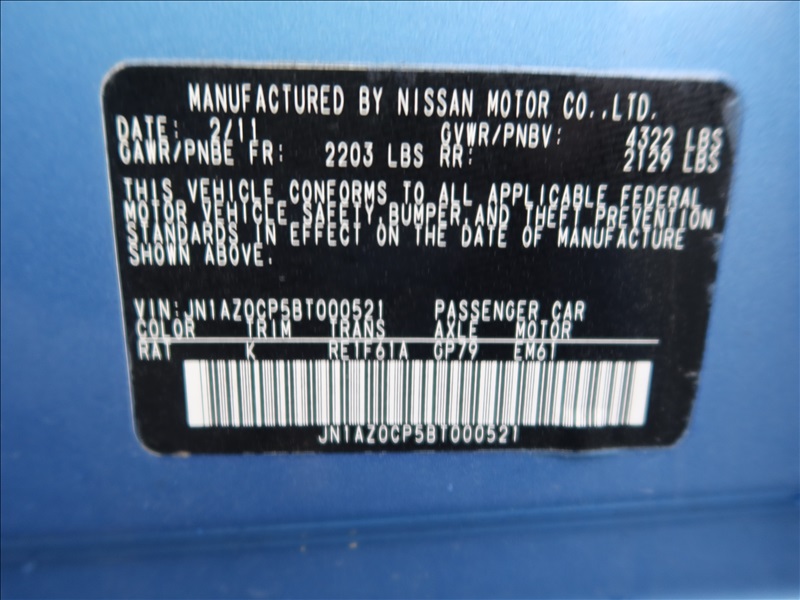 MANUFACTURED BY NISSAN MOTOR CO.,LTD.
DATE: 2/11 GVWR/PNBV: 4322 LBS
GAWR/PNBE FR: 2203 LBS RR: 2129 LBS
THIS VEHICLE CONFORMS TO ALL APPLICABLE FEDERAL
MOTOR VEHICLE SAFETY,BUMPER,AND THEFT PREVENTION
STANDARDS IN EFFECT ON THE DATE OF MANUFACTURE
SHOWN ABOVE.
VIN:JN1AZ0CP5BT000521 PASSENGER CAR
COLOR TRIM TRANS AXLE MOTOR
RAT K RE1F61A GP79 EM61
JN1AZ0CP5BT000521